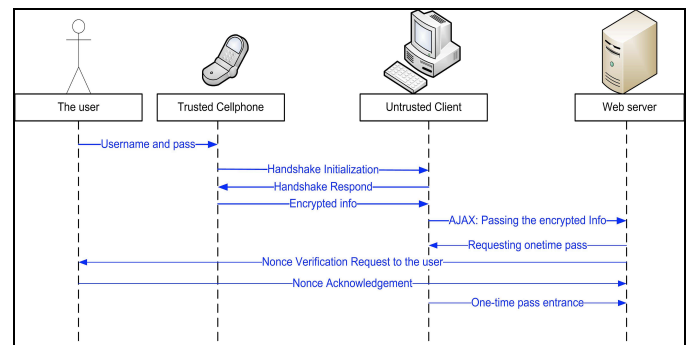 The user
Trusted Cellphone
Untrusted Client
Web server
Username and pass
Handshake Initialization
Handshake Respond
Encrypted info
AJAX: Passing the encrypted Info
Requesting onetime pass
Nonce Verification Request to the user
Nonce Acknowledgement
One-time pass entrance